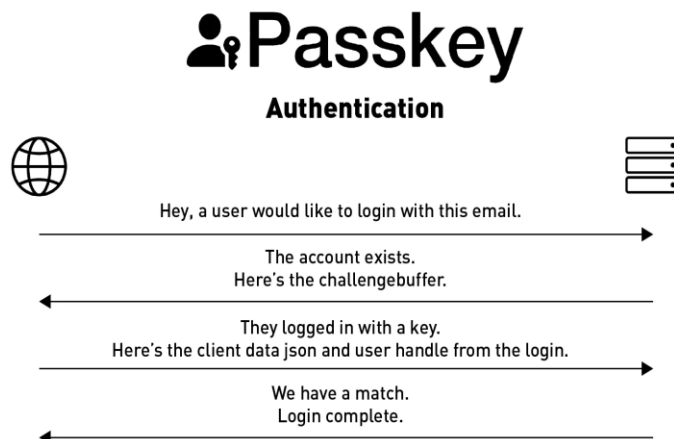 Passkey
Authentication
Hey, a user would like to login with this email.
The account exists.
Here's the challengebuffer.
They logged in with a key.
Here's the client data json and user handle from the login.
We have a match.
Login complete.